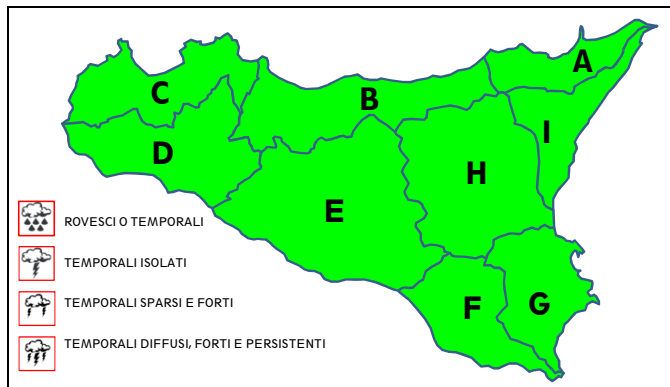 A
C
B
I
D
H
E
F
G
ROVESCI O TEMPORALI
TEMPORALI ISOLATI
TEMPORALI SPARSI E FORTI
TEMPORALI DIFFUSI, FORTI E PERSISTENTI